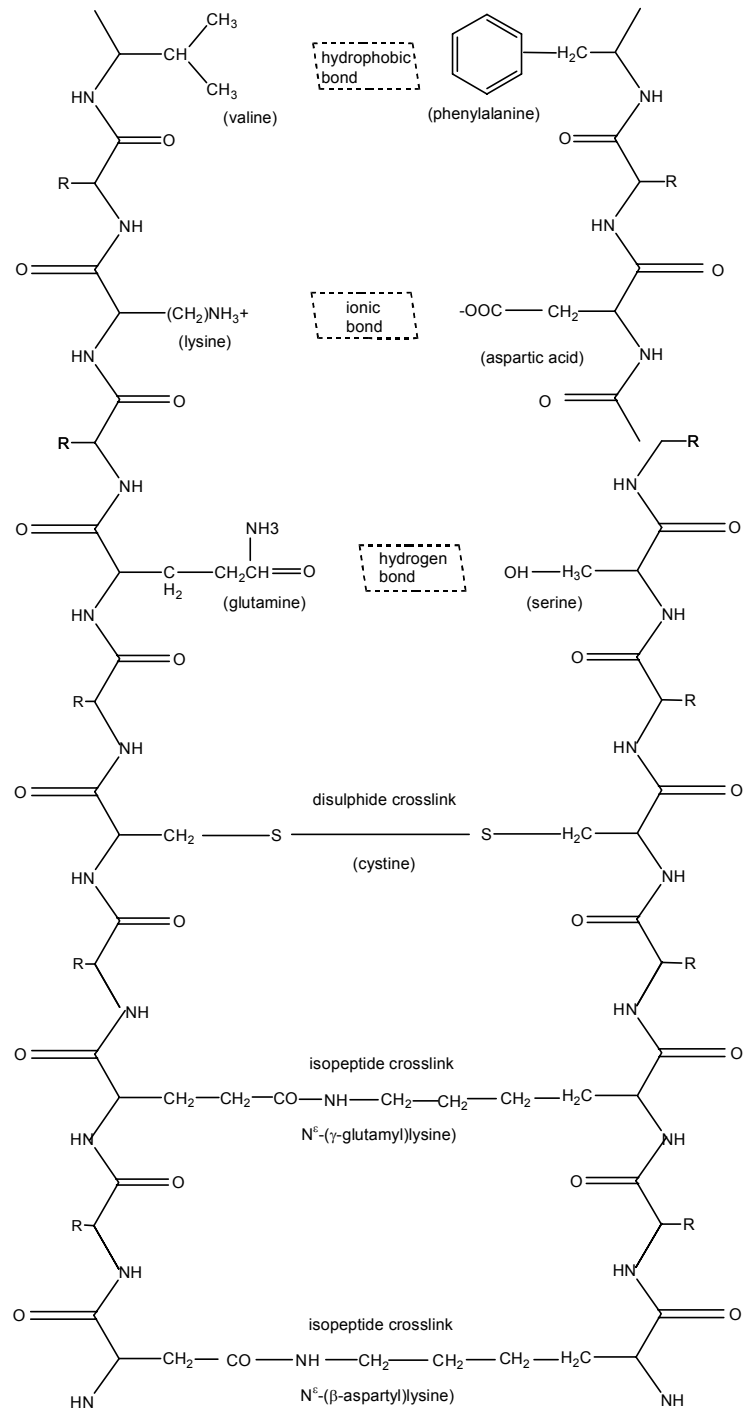 CH3
CH
CH3
HN
(valine)
O
R
NH
O
(CH2)NH3+
(lysine)
HN
O
R
NH
O
NH3
C
H2
CH2CH
O
(glutamine)
HN
O
R
NH
O
CH2
S
HN
O
R
NH
O
CH2
CH2
CO
NH
CH2
CH2
CH2
H2C
HN
O
R
NH
O
CH2
CO
NH
CH2
CH2
CH2
H2C
HN
hydrophobic
bond
ionic
bond
hydrogen
bond
disulphide crosslink
(cystine)
isopeptide crosslink
Nε-(γ-glutamyl)lysine)
isopeptide crosslink
Nε-(β-aspartyl)lysine)
H2C
(phenylalanine)
NH
O
R
HN
O
-OOC
CH2
(aspartic acid)
NH
O
R
HN
O
OH
H3C
(serine)
NH
O
R
HN
O
S
H2C
NH
O
R
HN
O
NH
O
R
HN
O
NH